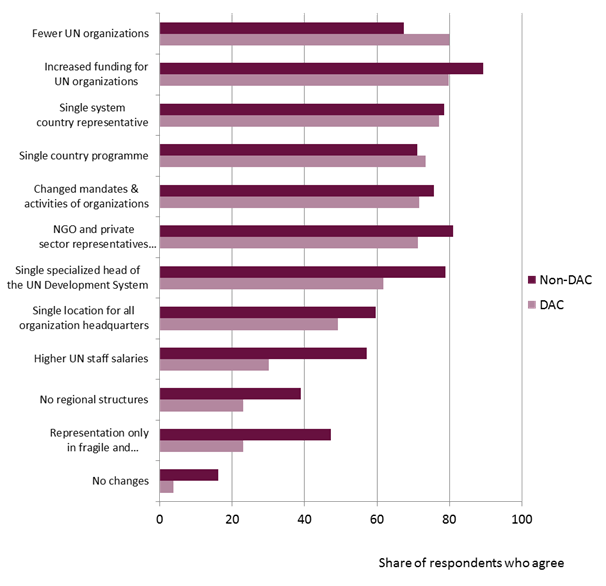 Fewer UN organizations
Increased funding for
UN organizations
Single system
country representative
Single country programme
Changed mandates &
activities of organizations
NGO and private
sector representatives...
Single specialized head of
the UN Development System
Single location for all
organization headquarters
Higher UN staff salaries
No regional structures
Representation only
in fragile and...
No changes
Non-DAC
DAC
0 20 40 60 80 100
Share of respondents who agree